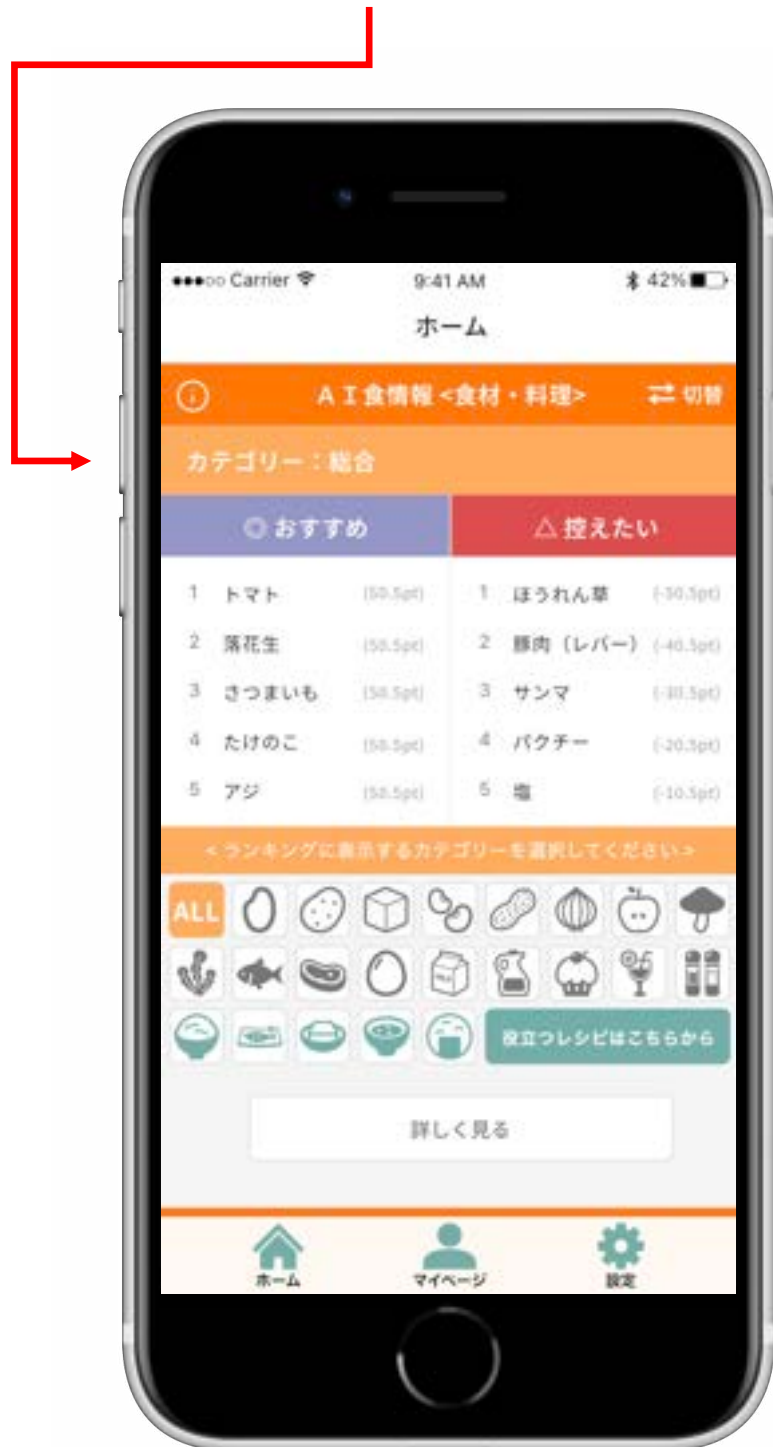 ●●●○○ Carrier 9:41 AM 42%
ホーム
AI食情報<食材・料理> 切替
カテゴリー：総合
◎おすすめ △控えたい
1 トマト (50.5pt) 1 ほうれん草 (-50.5pt)
2 落花生 (50.5pt) 2 豚肉（レバー） (-40.5pt)
3 さつまいも (50.5pt) 3 サンマ (-30.5pt)
4 たけのこ (50.5pt) 4 パクチー (-20.5pt)
5 アジ (50.5pt) 5 塩 (-10.5pt)
<ランキングに表示するカテゴリーを選択してください>
ALL
役立つレシピはこちらから
詳しく見る
ホーム マイページ 設定